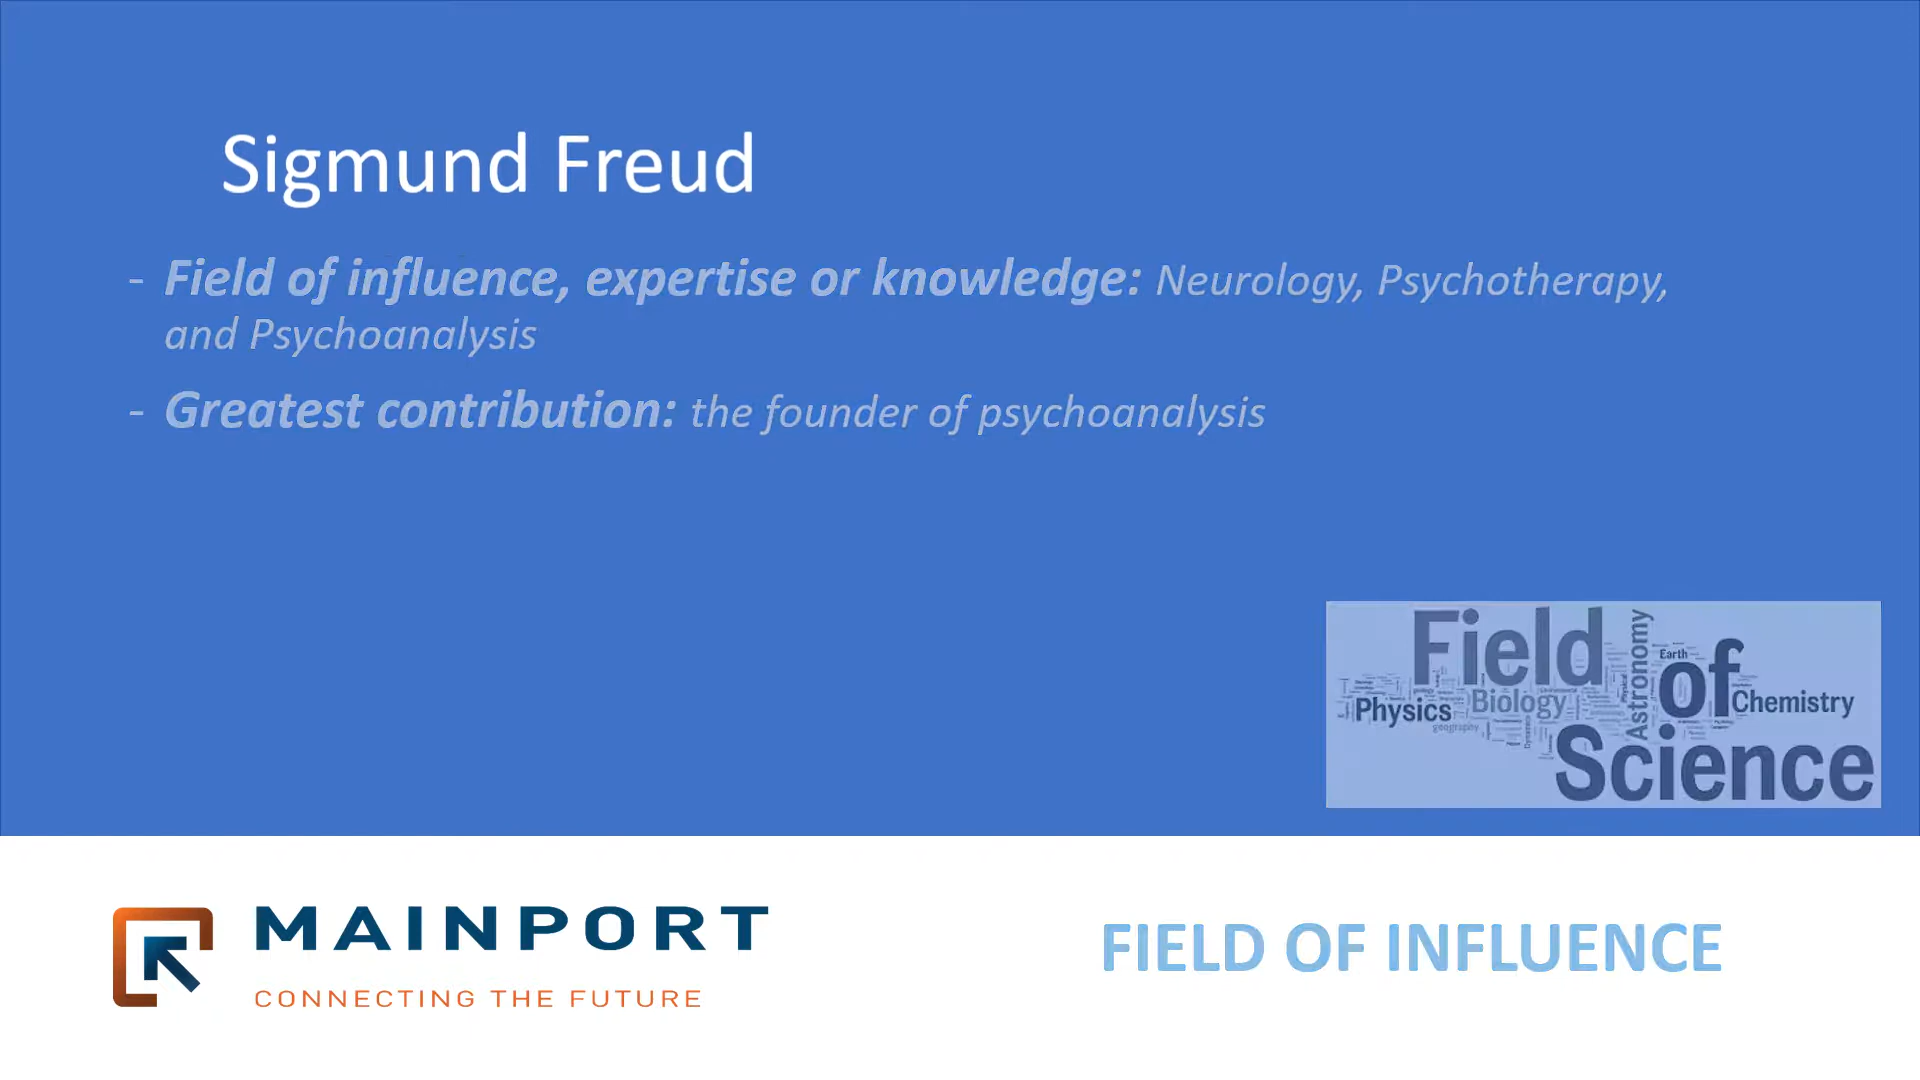 Sigmund Freud
- Field of influence, expertise or knowledge: Neurology, Psychotherapy,
and Psychoanalysis
- Greatest contribution: the founder of psychoanalysis
Field
Astronomy
Earth
of
Physics
Biology
Chemistry
geography
Science
MAINPORT
CONNECTING THE FUTURE
FIELD OF INFLUENCE